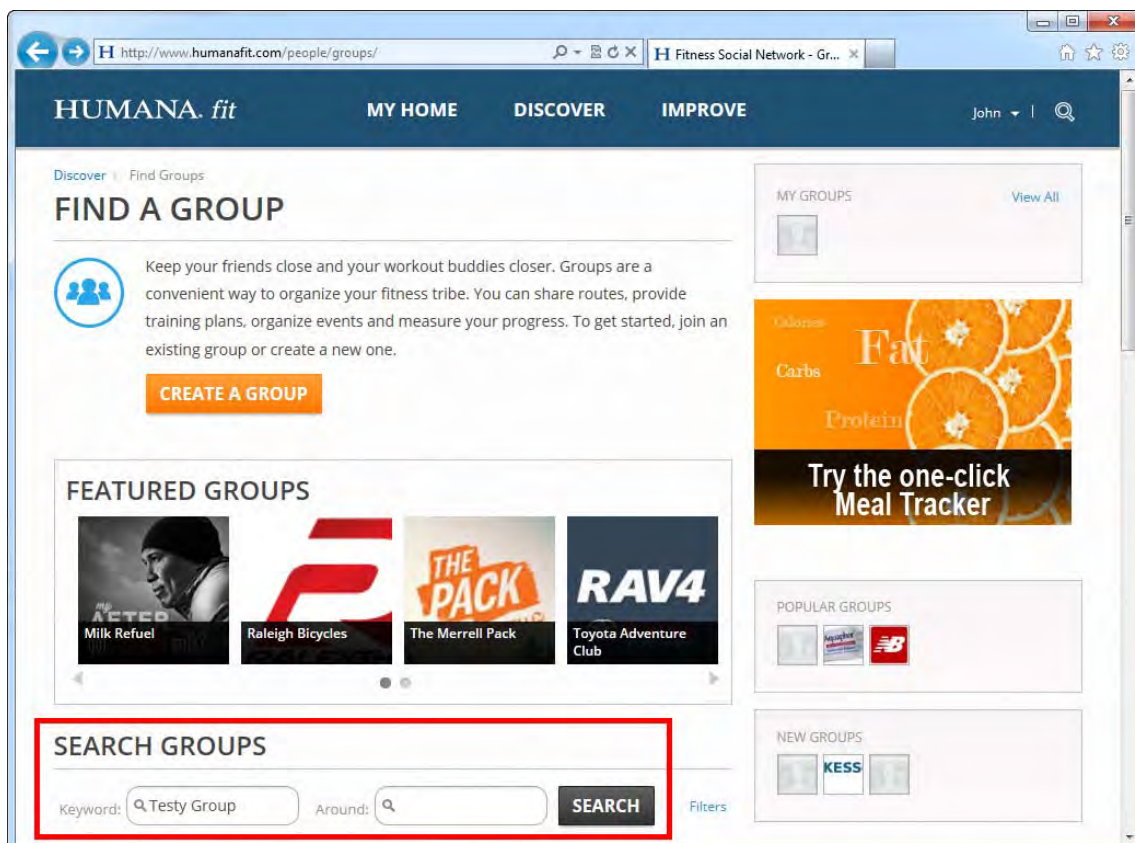 http://www.humanafit.com/people/groups/
H Fitness Social Network - Gr...
HUMANA. fit
MY HOME
DISCOVER
IMPROVE
John
Discover
Find Groups
FIND A GROUP
Keep your friends close and your workout buddies closer. Groups are a
convenient way to organize your fitness tribe. You can share routes, provide
training plans, organize events and measure your progress. To get started, join an
existing group or create a new one.
CREATE A GROUP
MY GROUPS
View All
Calories
Fat
Carbs
Protein
Try the one-click
Meal Tracker
FEATURED GROUPS
my
AFTER
Milk Refuel
Raleigh Bicycles
THE
PACK
The Merrell Pack
RAV4
Toyota Adventure
Club
POPULAR GROUPS
NB
NEW GROUPS
KESS
SEARCH GROUPS
Keyword:
Testy Group
Around:
SEARCH
Filters